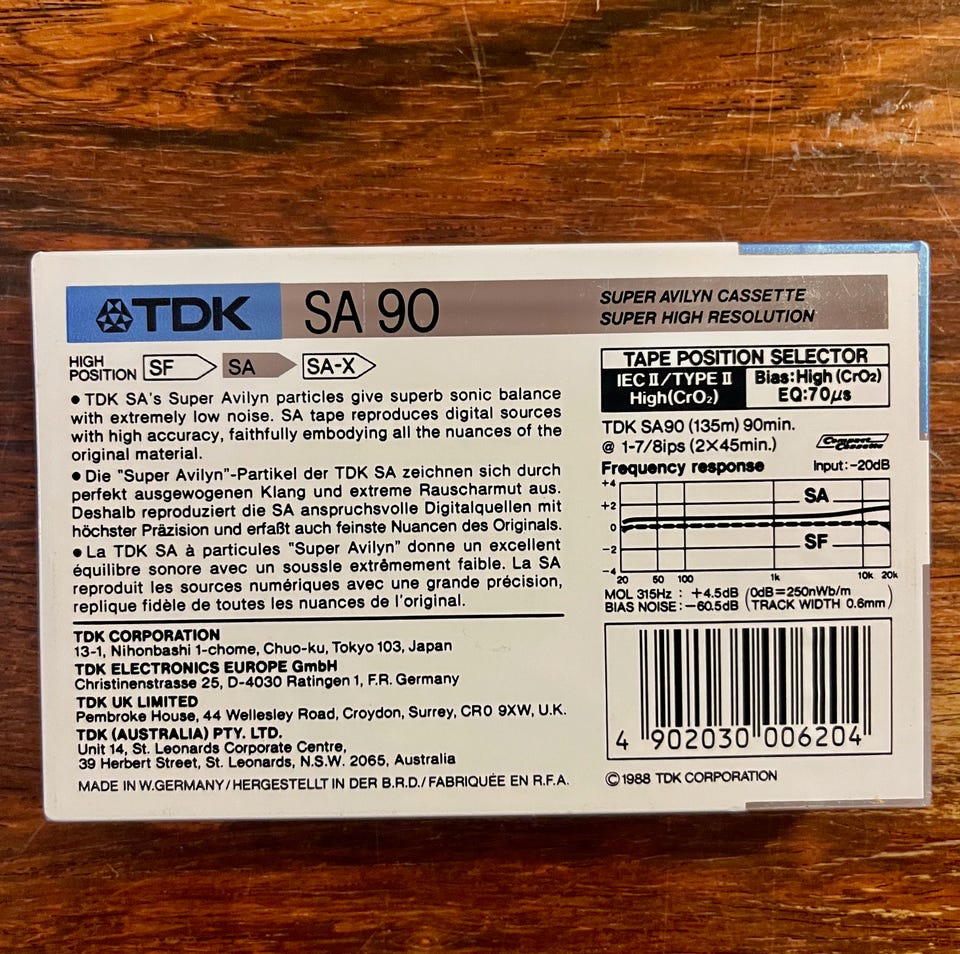 TDK SA 90
SUPER AVILYN CASSETTE
SUPER HIGH RESOLUTION
HIGH
POSITION
SF SA SA-X
● TDK SA's Super Avilyn particles give superb sonic balance
with extremely low noise. SA tape reproduces digital sources
with high accuracy, faithfully embodying all the nuances of the
original material.
● Die "Super Avilyn"-Partikel der TDK SA zeichnen sich durch
perfekt ausgewogenen Klang und extreme Rauscharmut aus.
Deshalb reproduziert die SA anspruchsvolle Digitalquellen mit
höchster Präzision und erfaßt auch feinste Nuancen des Originals.
● La TDK SA à particules "Super Avilyn" donne un excellent
équilibre sonore avec un soussle extrêmement faible. La SA
reproduit les sources numériques avec une grande précision,
replique fidèle de toutes les nuances de l'original.
TDK CORPORATION
13-1, Nihonbashi 1-chome, Chuo-ku, Tokyo 103, Japan
TDK ELECTRONICS EUROPE GmbH
Christinenstrasse 25, D-4030 Ratingen 1, F.R. Germany
TDK UK LIMITED
Pembroke House, 44 Wellesley Road, Croydon, Surrey, CR0 9XW, U.K.
TDK (AUSTRALIA) PTY. LTD.
Unit 14, St. Leonards Corporate Centre,
39 Herbert Street, St. Leonards, N.S.W. 2065, Australia
MADE IN W.GERMANY/HERGESTELLT IN DER B.R.D./FABRIQUÉE EN R.F.A.
TAPE POSITION SELECTOR
IEC II/TYPE II
High(CrO₂)
Bias:High (CrO₂)
EQ:70μs
TDK SA90 (135m) 90min.
@ 1-7/8ips (2×45min.)
Compact Cassette
Frequency response Input:-20dB
+4
+2
0
-2
-4
SA
SF
20 50 100 1k 10k 20k
MOL 315Hz : +4.5dB (0dB=250nWb/m
BIAS NOISE:-60.5dB (TRACK WIDTH 0.6mm)
4 902030 006204
©1988 TDK CORPORATION